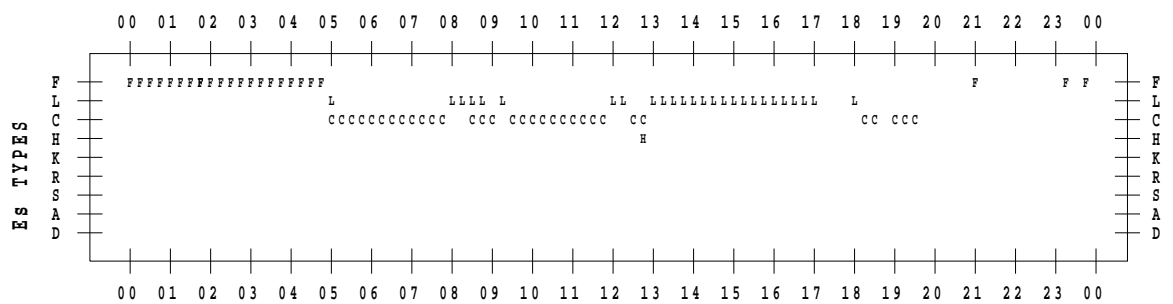 00 01 02 03 04 05 06 07 08 09 10 11 12 13 14 15 16 17 18 19 20 21 22 23 00
Es TYPES
F FFFFFFFFFFFFFFFFFFFF F F F F
L L LLLL L LL LLLLLLLLLLLLLLLLL L L
C CCCCCCCCCCCC CCC CCCCCCCCCC CC CC CCC C
H H H
K K
R R
S S
A A
D D
00 01 02 03 04 05 06 07 08 09 10 11 12 13 14 15 16 17 18 19 20 21 22 23 00